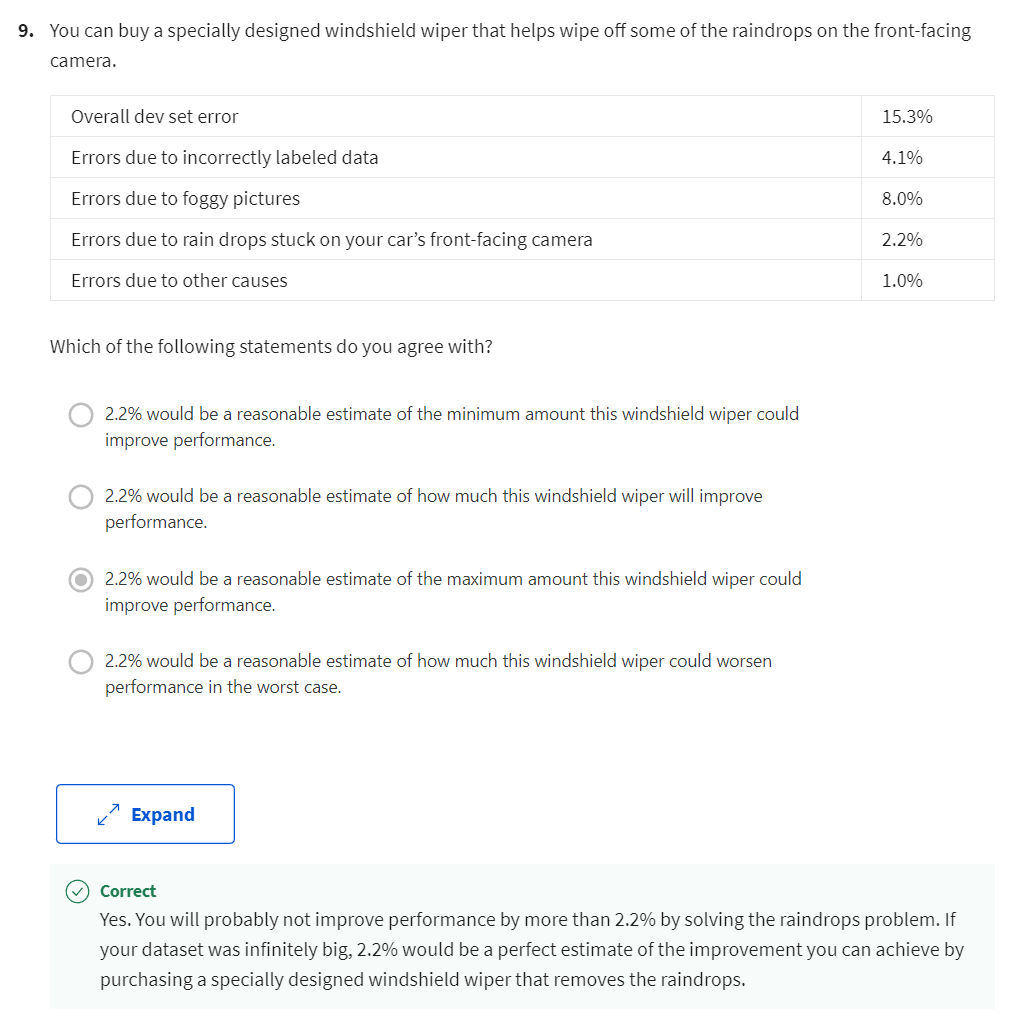 9. You can buy a specially designed windshield wiper that helps wipe off some of the raindrops on the front-facing
camera.
Overall dev set error 15.3%
Errors due to incorrectly labeled data 4.1%
Errors due to foggy pictures 8.0%
Errors due to rain drops stuck on your car's front-facing camera 2.2%
Errors due to other causes 1.0%
Which of the following statements do you agree with?
2.2% would be a reasonable estimate of the minimum amount this windshield wiper could
improve performance.
2.2% would be a reasonable estimate of how much this windshield wiper will improve
performance.
2.2% would be a reasonable estimate of the maximum amount this windshield wiper could
improve performance.
2.2% would be a reasonable estimate of how much this windshield wiper could worsen
performance in the worst case.
Expand
Correct
Yes. You will probably not improve performance by more than 2.2% by solving the raindrops problem. If
your dataset was infinitely big, 2.2% would be a perfect estimate of the improvement you can achieve by
purchasing a specially designed windshield wiper that removes the raindrops.